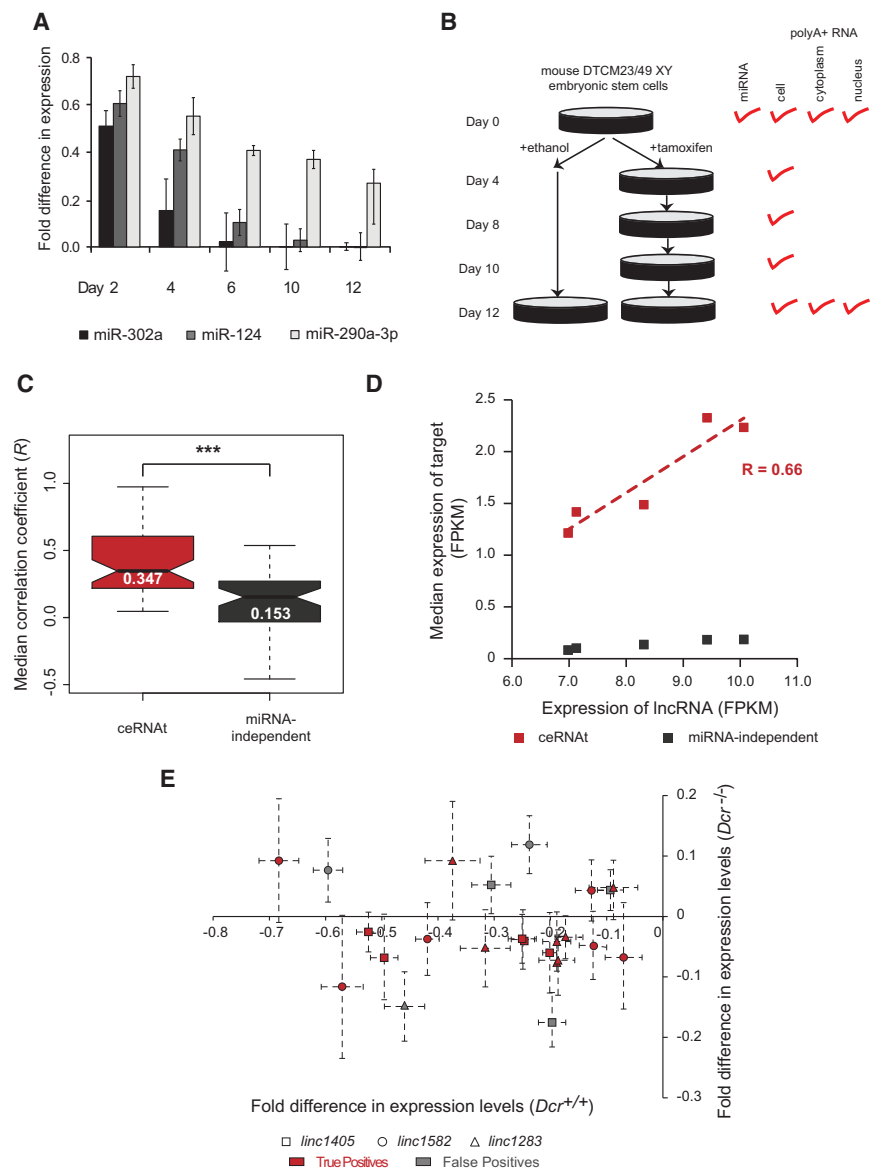 A
Fold difference in expression
0.8
0.6
0.4
0.2
0.0
Day 2 4 6 10 12
miR-302a miR-124 miR-290a-3p
B
polyA+ RNA
mouse DTCM23/49 XY
embryonic stem cells
miRNA
cell
cytoplasm
nucleus
Day 0
+ethanol +tamoxifen
Day 4
Day 8
Day 10
Day 12
C
Median correlation coefficient (R)
1.0
0.5
0.0
-0.5
***
0.347
0.153
ceRNAt
miRNA-
independent
D
Median expression of target
(FPKM)
2.5
2.0
1.5
1.0
0.5
0
R = 0.66
6.0 7.0 8.0 9.0 10.0 11.0
Expression of lncRNA (FPKM)
ceRNAt miRNA-independent
E
0.2
0.1
0
-0.1
-0.2
-0.3
-0.8 -0.7 -0.6 -0.5 -0.4 -0.3 -0.2 -0.1 0
Fold difference in expression levels (Dcr-/-)
Fold difference in expression levels (Dcr+/+)
linc1405 linc1582 linc1283
True Positives False Positives